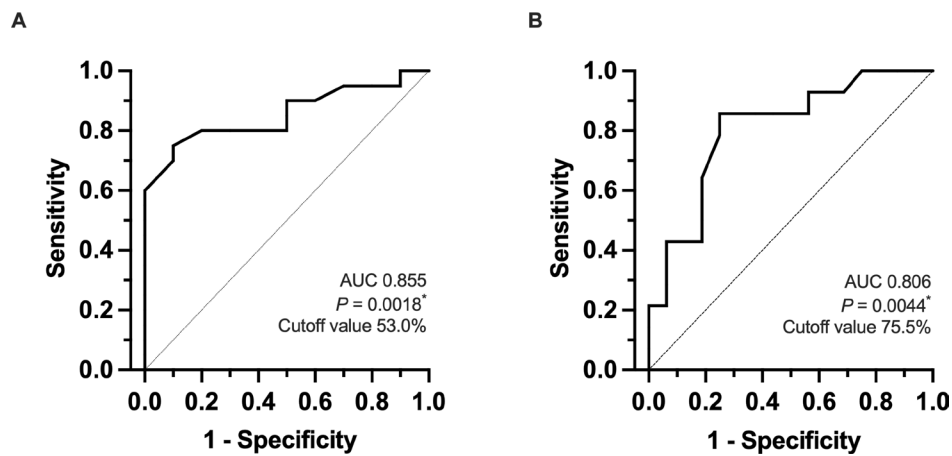 A
1.0
0.8
0.6
0.4
0.2
0.0
Sensitivity
AUC 0.855
P = 0.0018*
Cutoff value 53.0%
0.0 0.2 0.4 0.6 0.8 1.0
1 - Specificity
B
1.0
0.8
0.6
0.4
0.2
0.0
Sensitivity
AUC 0.806
P = 0.0044*
Cutoff value 75.5%
0.0 0.2 0.4 0.6 0.8 1.0
1 - Specificity